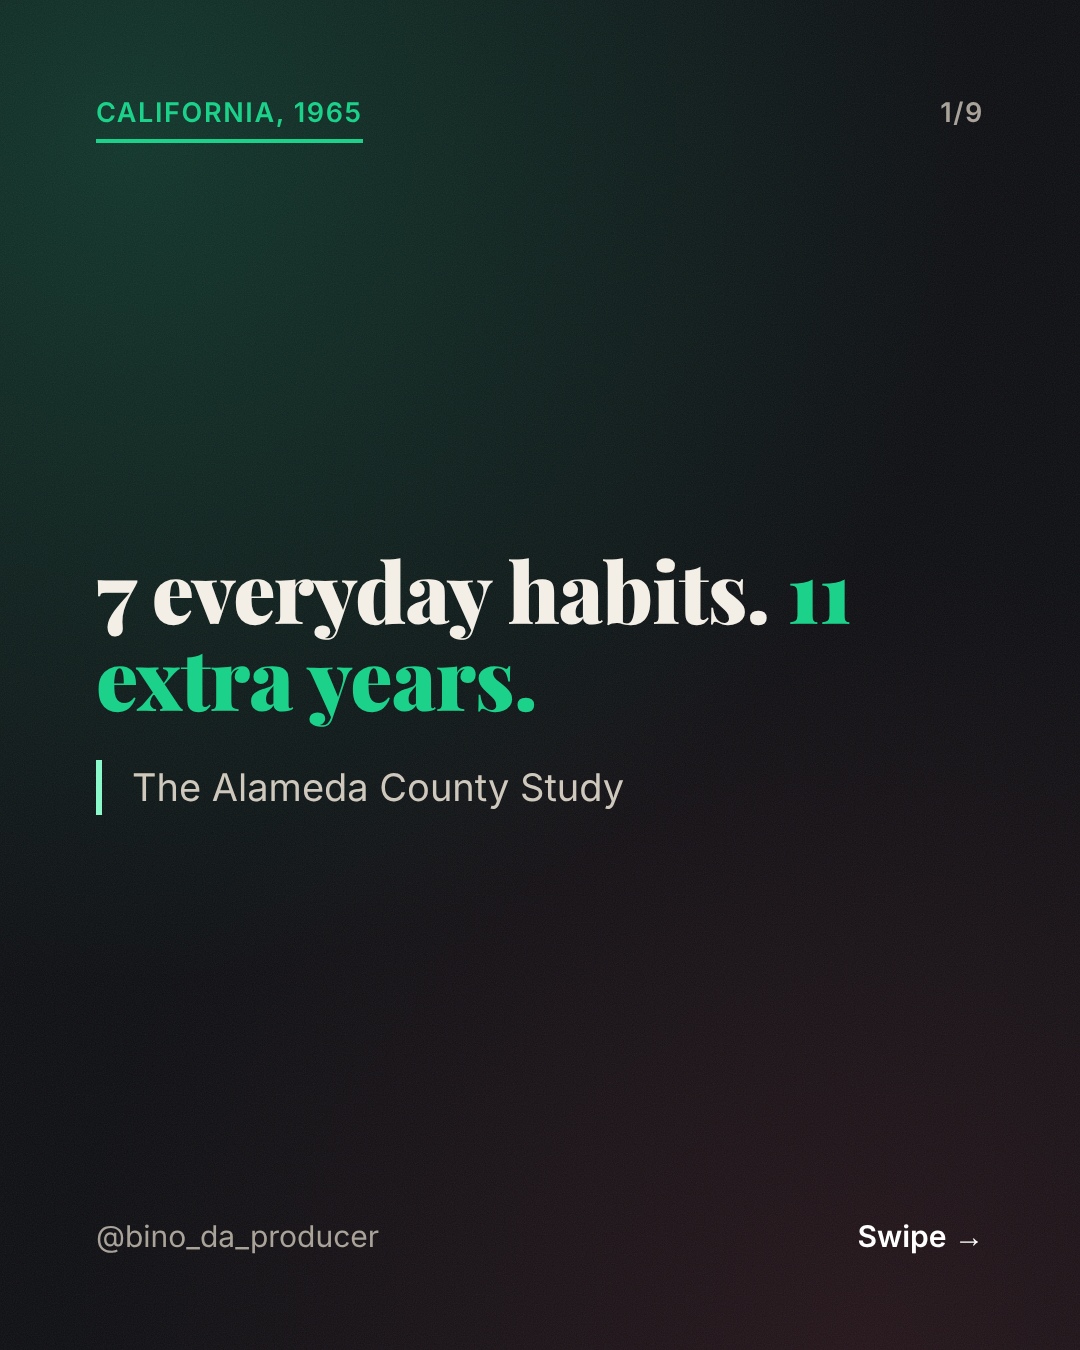 CALIFORNIA, 1965
1/9
7 everyday habits. 11
extra years.
The Alameda County Study
@bino_da_producer
Swipe →